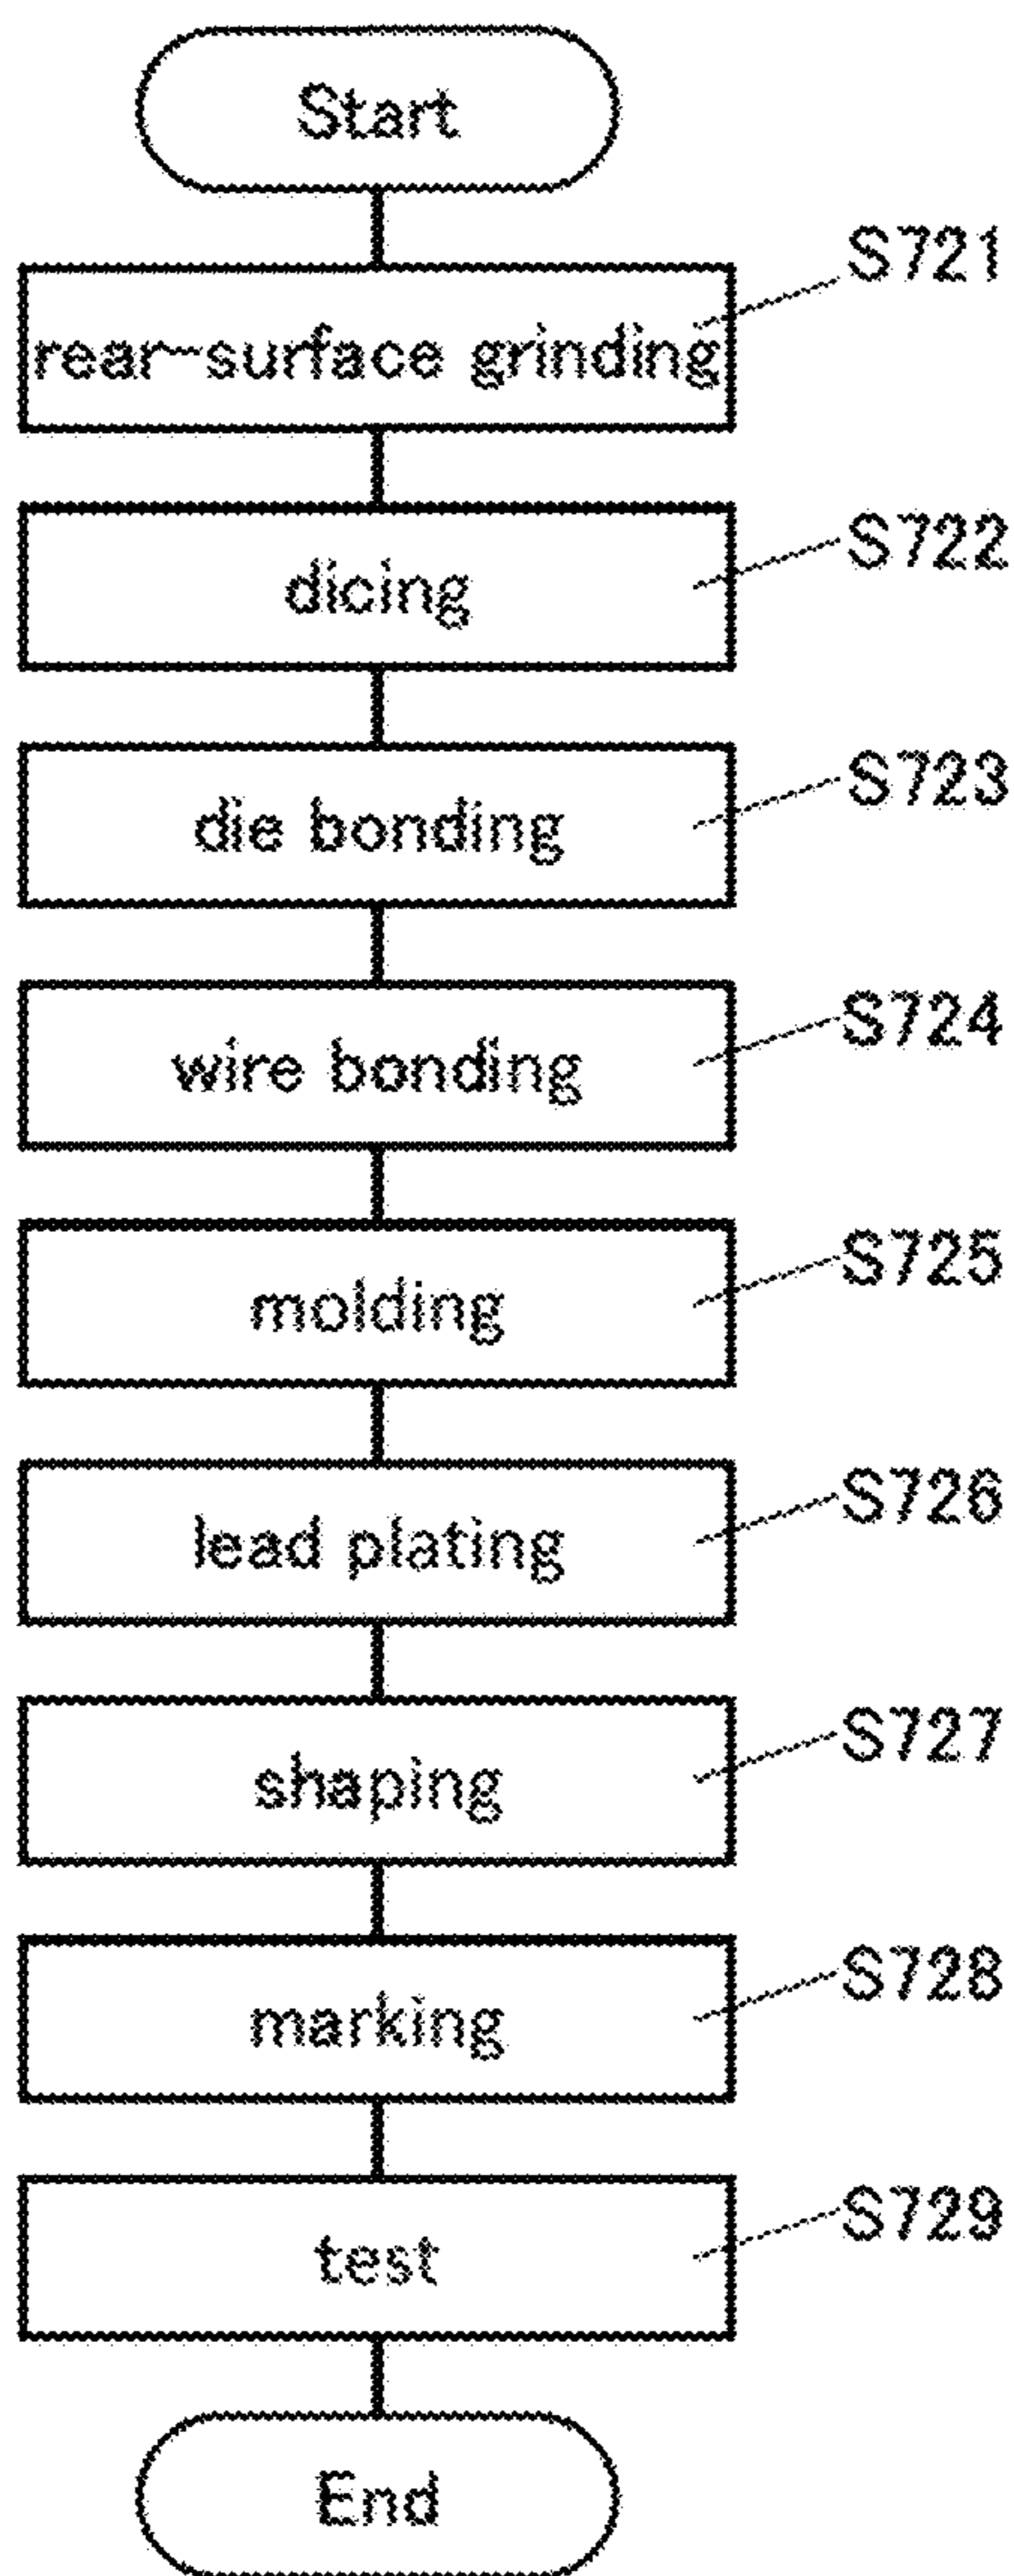 Start
S721
rear-surface grinding
S722
dicing
S723
die bonding
S724
wire bonding
S725
molding
S726
lead plating
S727
shaping
S728
marking
S729
test
End